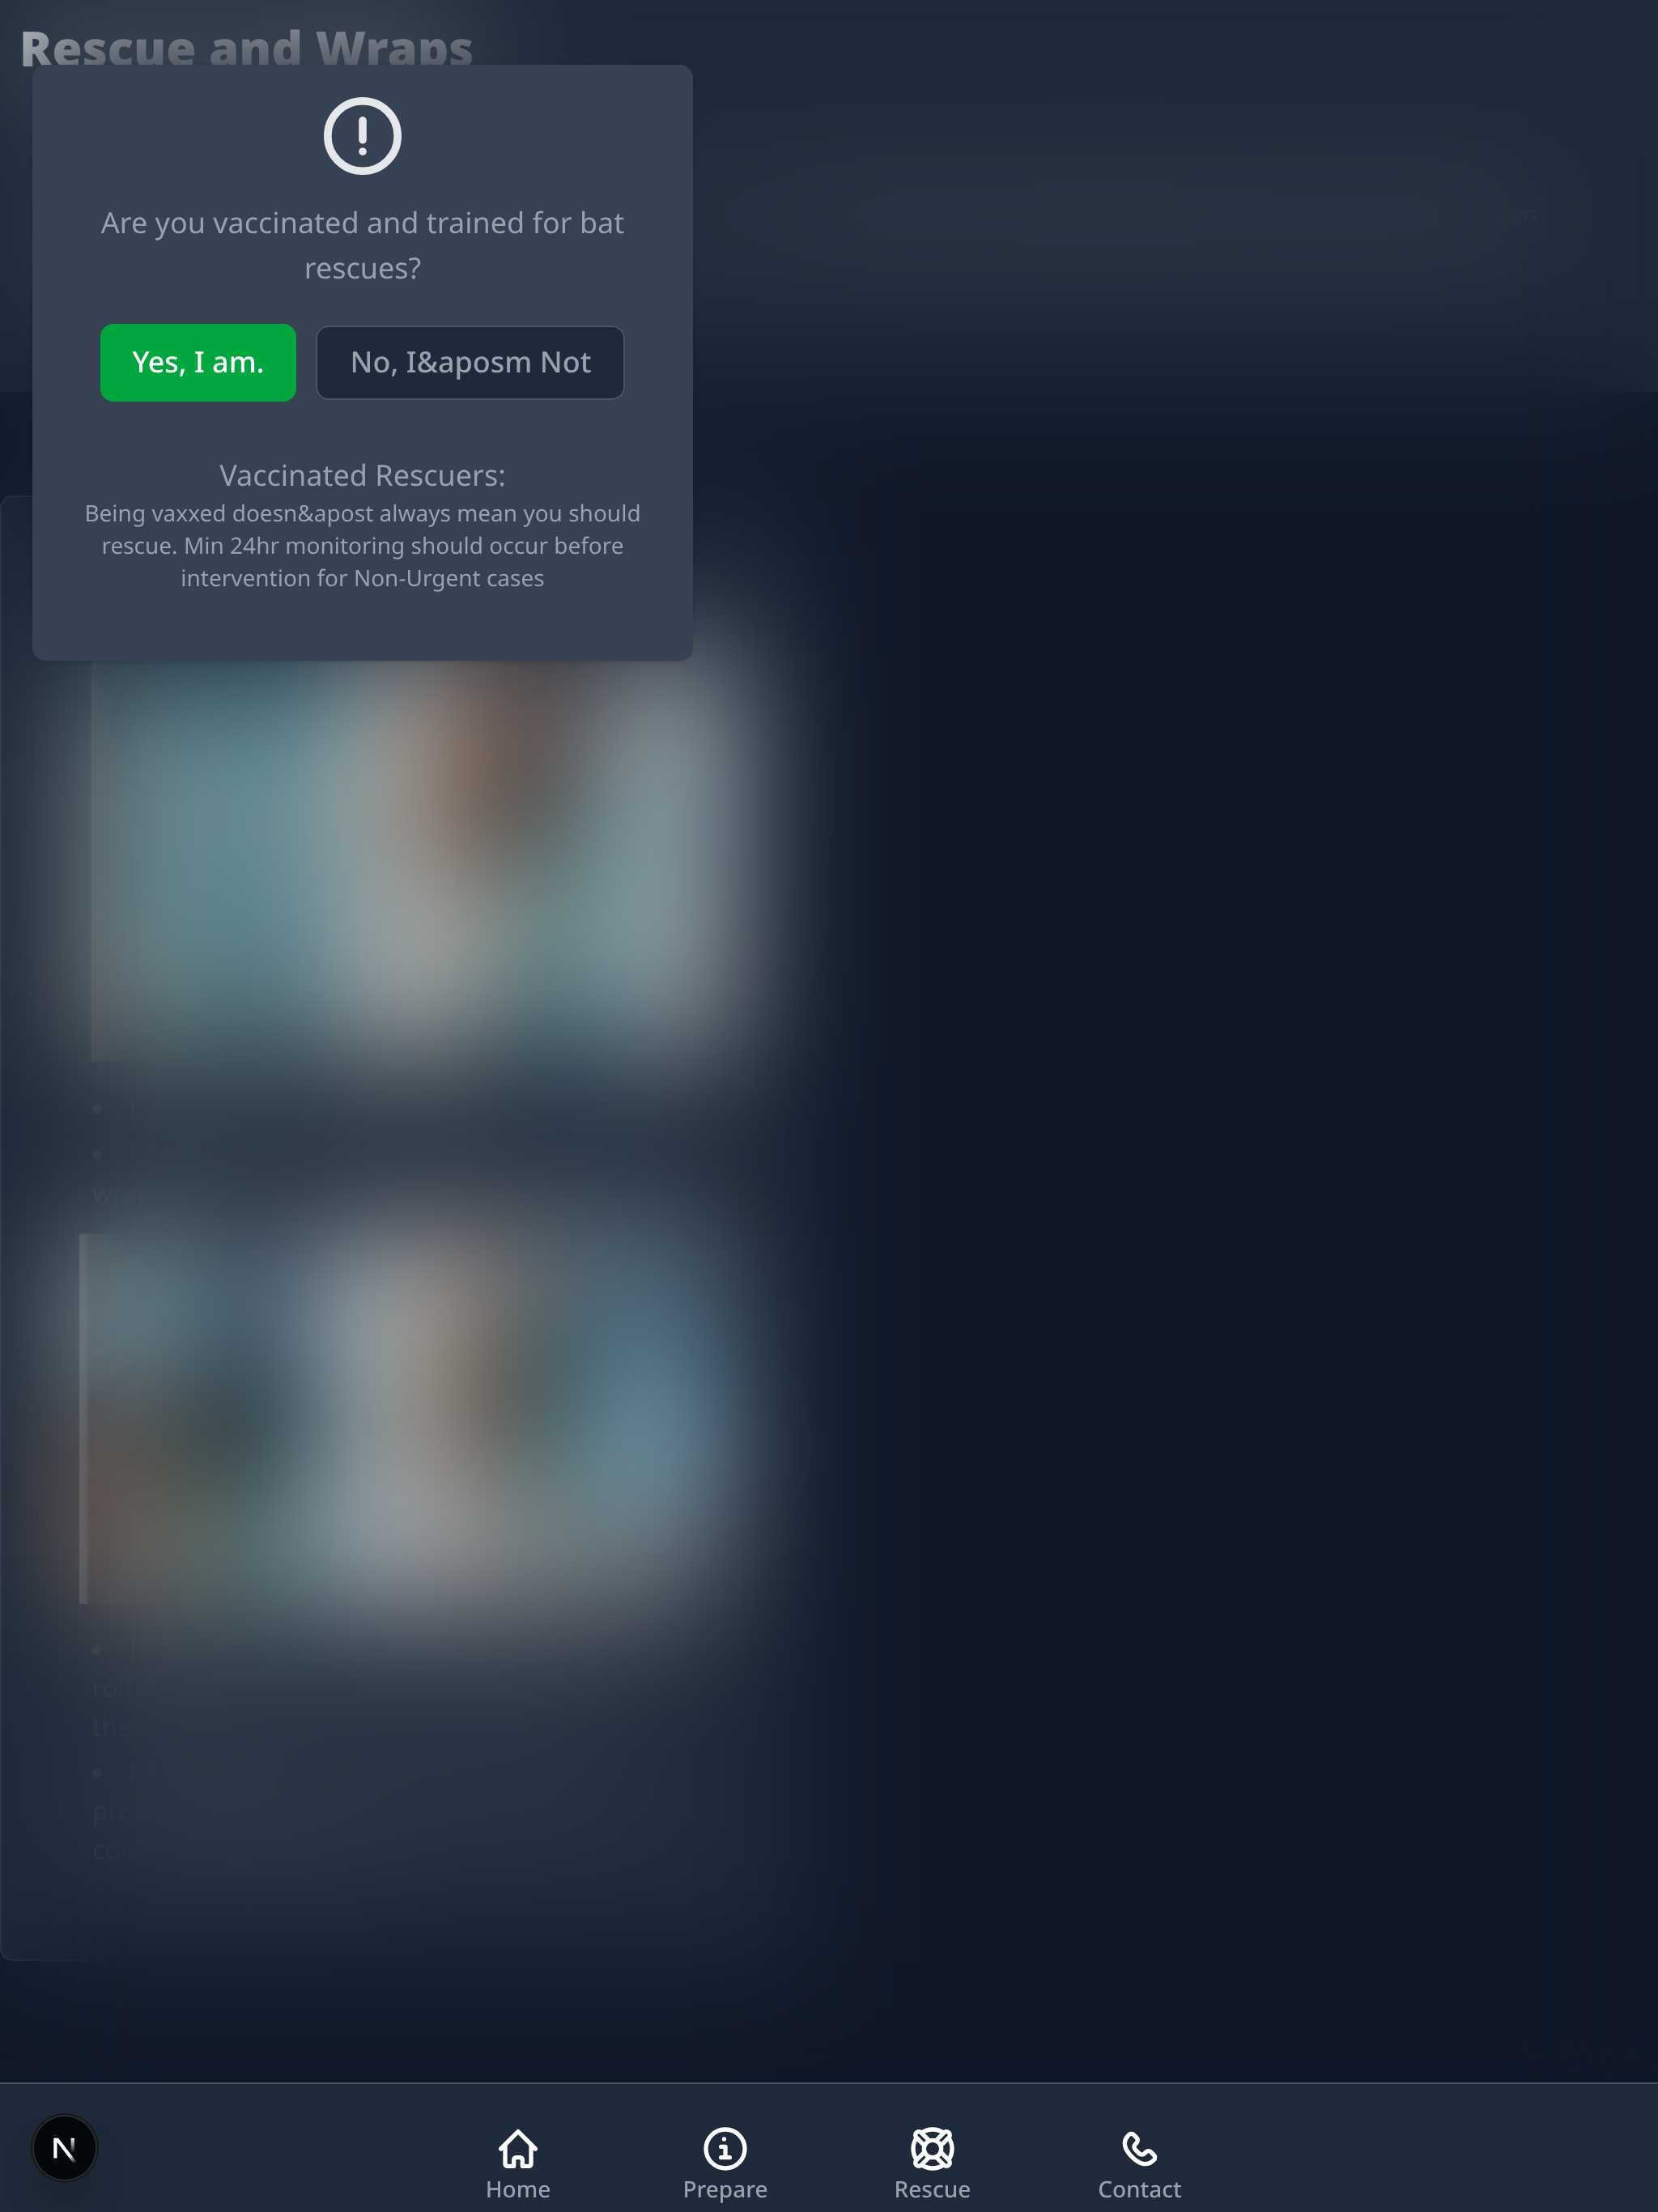 Rescue and Wraps
Are you vaccinated and trained for bat
rescues?
Yes, I am.
No, I&aposm Not
Vaccinated Rescuers:
Being vaxxed doesn&apost always mean you should
rescue. Min 24hr monitoring should occur before
intervention for Non-Urgent cases
N
Home
Prepare
Rescue
Contact